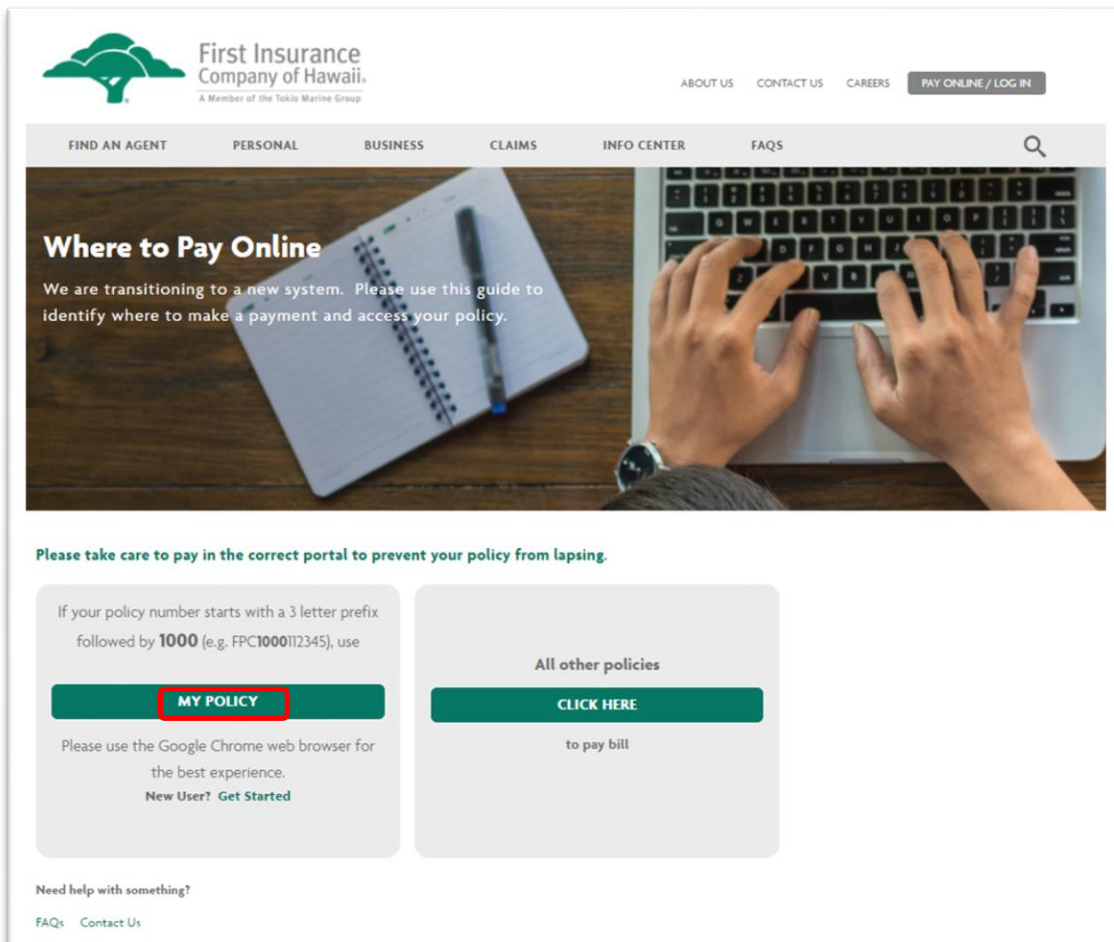 First Insurance
Company of Hawaii®
A Member of the Tokio Marine Group
ABOUT US CONTACT US CAREERS PAY ONLINE / LOG IN
FIND AN AGENT PERSONAL BUSINESS CLAIMS INFO CENTER FAQS
Where to Pay Online
We are transitioning to a new system. Please use this guide to
identify where to make a payment and access your policy.
Please take care to pay in the correct portal to prevent your policy from lapsing.
If your policy number starts with a 3 letter prefix
followed by 1000 (e.g. FPC1000112345), use
MY POLICY
Please use the Google Chrome web browser for
the best experience.
New User? Get Started
All other policies
CLICK HERE
to pay bill
Need help with something?
FAQs Contact Us